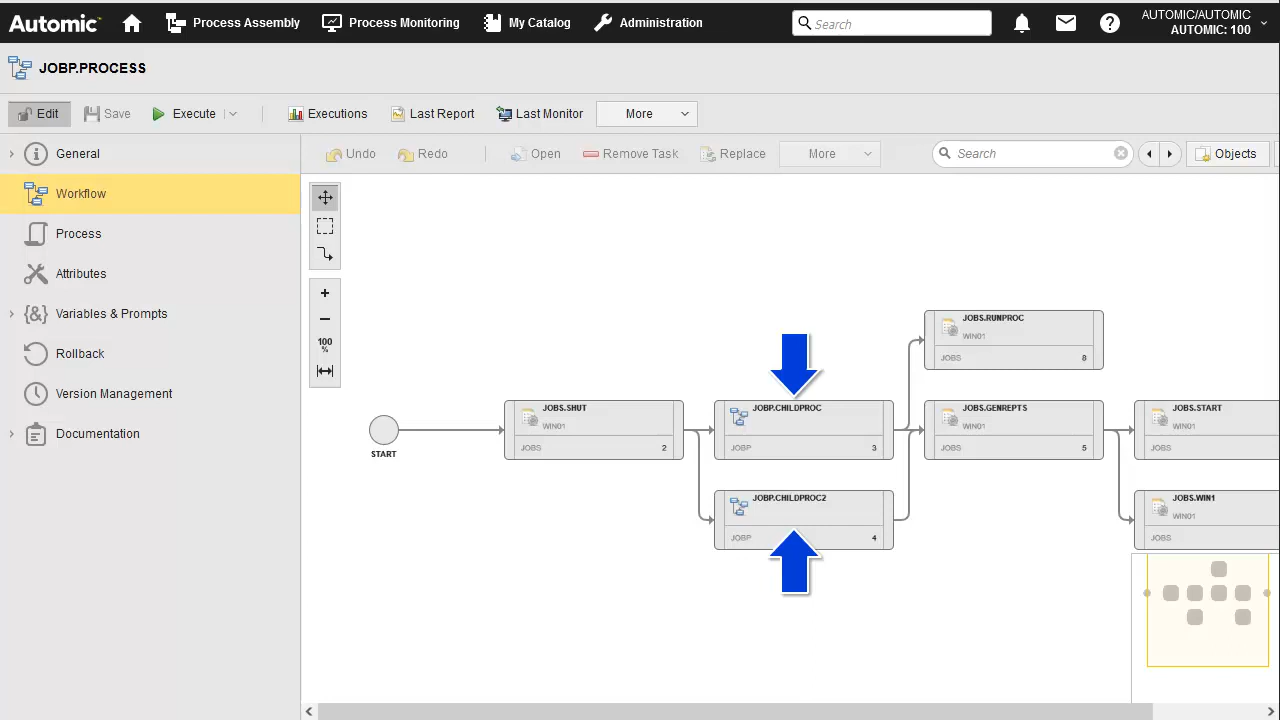 Automic Process Assembly Process Monitoring My Catalog Administration Search AUTOMIC/AUTOMIC
AUTOMIC: 100
JOBP.PROCESS
Edit Save Execute Executions Last Report Last Monitor More
General
Undo Redo Open Remove Task Replace More Search Objects
Workflow
Process
Attributes
Variables & Prompts
Rollback
Version Management
Documentation
+
−
100
%
START
JOBS.SHUT
WIN01
JOBS 2
JOBP.CHILDPROC
JOBP 3
JOBP.CHILDPROC2
JOBP 4
JOBS.RUNPROC
WIN01
JOBS 8
JOBS.GENREPTS
WIN01
JOBS 5
JOBS.START
WIN01
JOBS
JOBS.WIN1
WIN01
JOBS